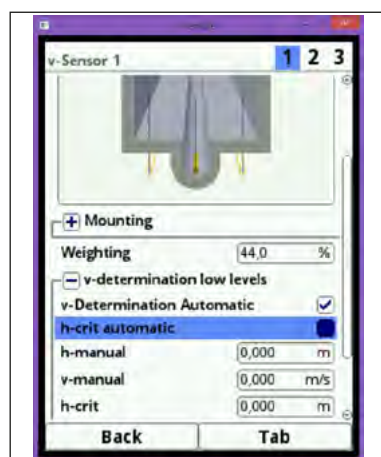 v-Sensor 1 1 2 3
Mounting
Weighting 44,0 %
v-determination low levels
v-Determination Automatic
h-crit automatic
h-manual 0,000 m
v-manual 0,000 m/s
h-crit 0,000 m
Back Tab